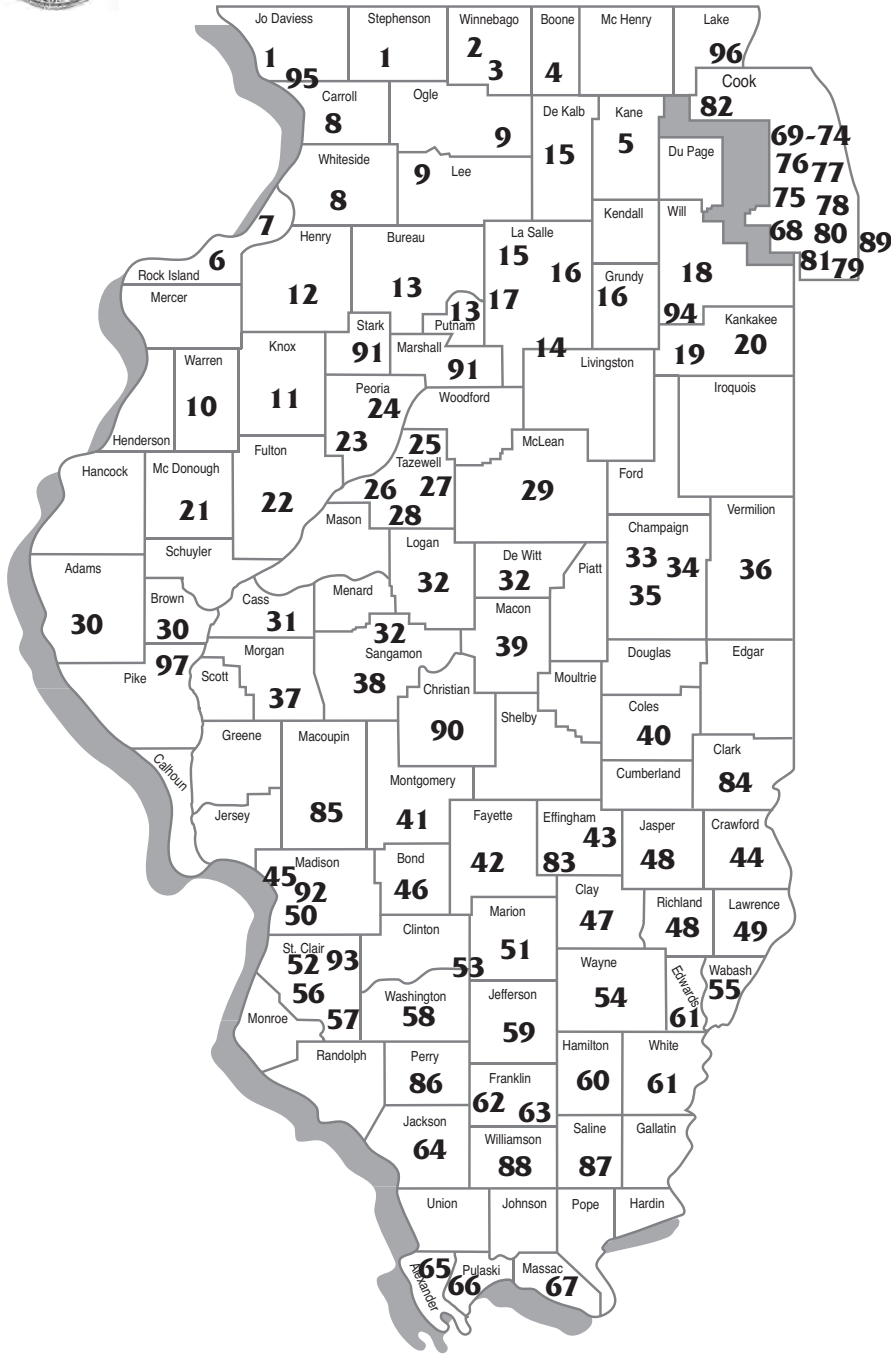 Jo Daviess
Stephenson
Winnebago
Boone
Mc Henry
Lake
1
95
1
2
3
4
96
Cook
82
Carroll
8
Ogle
9
De Kalb
15
Kane
5
Du Page
69-74
76
77
75
78
68
80
89
81
79
Whiteside
8
9
Lee
7
6
Rock Island
Henry
12
Bureau
13
La Salle
15
16
17
Kendall
Will
18
94
Grundy
16
Mercer
13
Putnam
Stark
91
Marshall
91
14
Livingston
19
Kankakee
20
Warren
10
Knox
11
Peoria
24
23
Woodford
Iroquois
Henderson
Hancock
Mc Donough
21
Fulton
22
25
Tazewell
26
27
28
McLean
29
Ford
Mason
Vermilion
36
Champaign
33
34
35
Schuyler
Logan
32
De Witt
32
Piatt
Adams
30
Brown
30
Cass
31
Menard
Macon
39
32
Sangamon
38
Morgan
37
Pike
97
Scott
Christian
90
Moultrie
Douglas
Edgar
Shelby
Coles
40
Greene
Macoupin
85
Calhoun
Jersey
Montgomery
41
Cumberland
Clark
84
Fayette
42
Effingham
43
83
Jasper
48
Crawford
44
Madison
45
92
50
Bond
46
Clay
47
Richland
48
Lawrence
49
Marion
51
Clinton
53
St. Clair
52
93
56
57
Washington
58
Wayne
54
Edwards
61
Wabash
55
Jefferson
59
Monroe
Randolph
Perry
86
Hamilton
60
White
61
Franklin
62
63
Jackson
64
Williamson
88
Saline
87
Gallatin
Union
Johnson
Pope
Hardin
65
Alexander
Pulaski
66
Massac
67